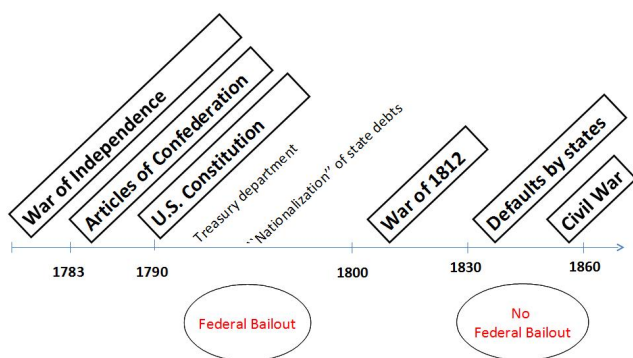 War of Independence
Articles of Confederation
U.S. Constitution
Treasury department
``Nationalization’’ of state debts
War of 1812
Defaults by states
Civil War
1783
1790
1800
1830
1860
Federal Bailout
No
Federal Bailout